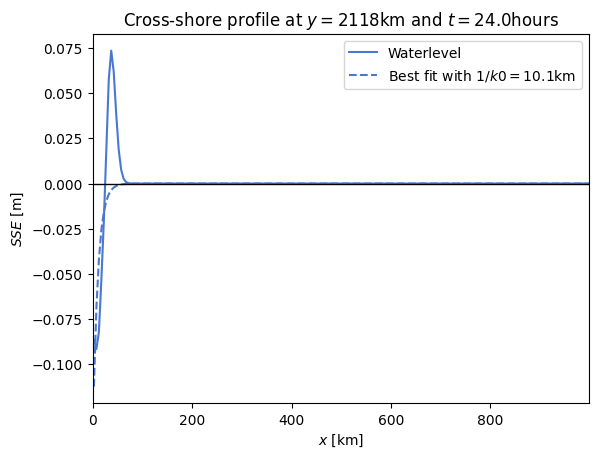 Cross-shore profile at y = 2118km and t = 24.0hours
Waterlevel
Best fit with 1/k0 = 10.1km
0.075
0.050
0.025
0.000
−0.025
−0.050
−0.075
−0.100
SSE [m]
0 200 400 600 800
x [km]